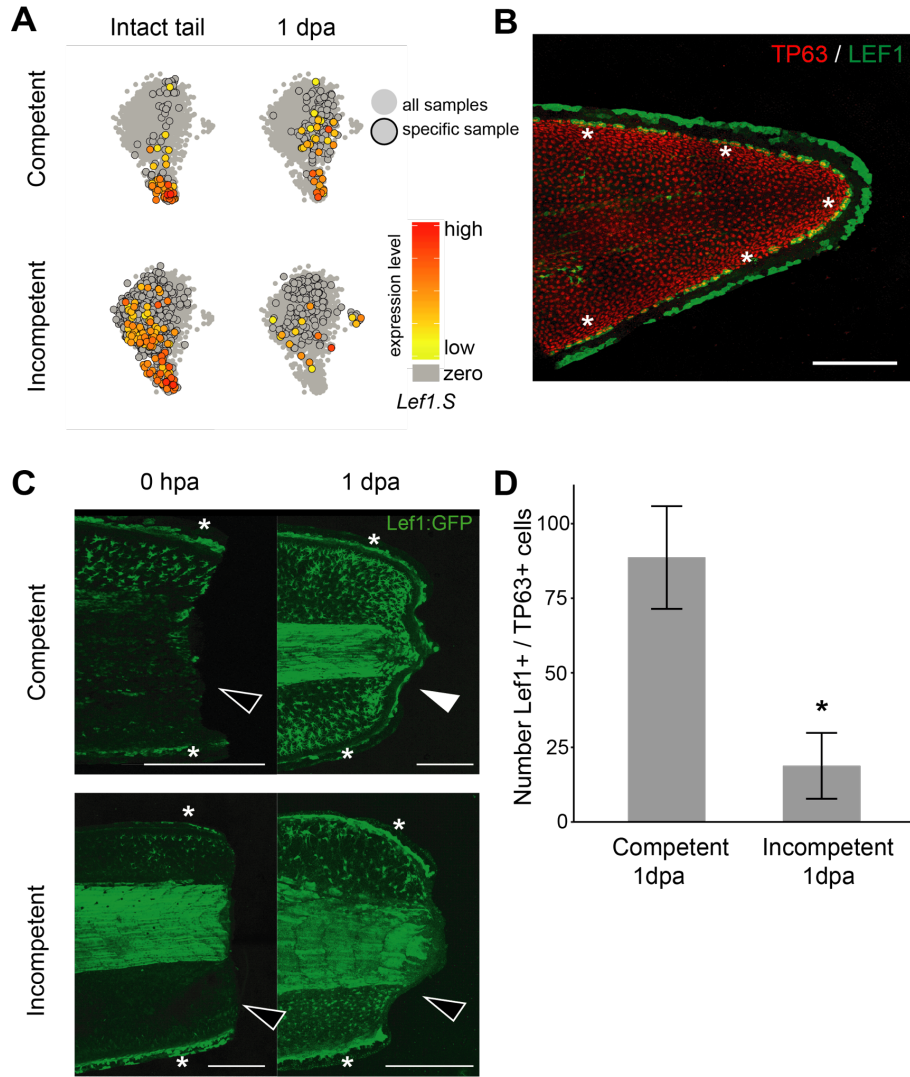 A
Intact tail
1 dpa
Competent
Incompetent
all samples
specific sample
expression level
high
low
zero
Lef1.S
B
TP63 / LEF1
*
*
*
*
*
C
0 hpa
1 dpa
Competent
Incompetent
Lef1:GFP
*
*
*
*
*
*
*
*
D
Number Lef1+ / TP63+ cells
100
75
50
25
0
*
Competent
1dpa
Incompetent
1dpa